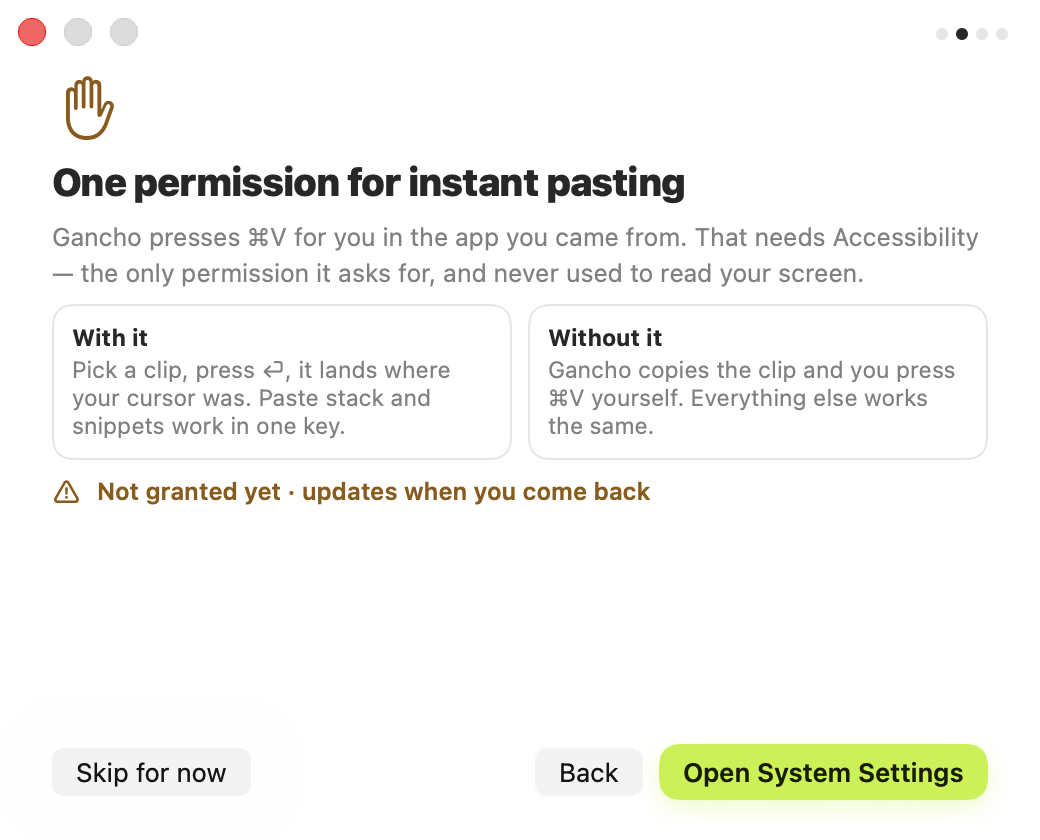 One permission for instant pasting
Gancho presses ⌘V for you in the app you came from. That needs Accessibility
— the only permission it asks for, and never used to read your screen.
With it
Pick a clip, press ⏎, it lands where
your cursor was. Paste stack and
snippets work in one key.
Without it
Gancho copies the clip and you press
⌘V yourself. Everything else works
the same.
Not granted yet · updates when you come back
Skip for now
Back
Open System Settings